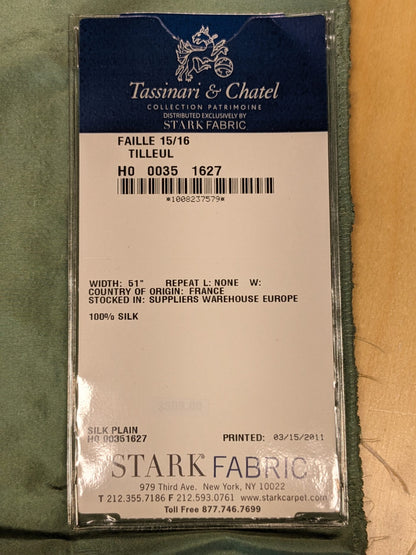 Tassinari & Chatel
COLLECTION PATRIMOINE
DISTRIBUTED EXCLUSIVELY BY
STARK FABRIC
FAILLE 15/16
TILLEUL
H0 0035 1627
*1008237579*
WIDTH: 51" REPEAT L: NONE W:
COUNTRY OF ORIGIN: FRANCE
STOCKED IN: SUPPLIERS WAREHOUSE EUROPE
100% SILK
SILK PLAIN
H0 00351627 PRINTED: 03/15/2011
STARK FABRIC
979 Third Ave. New York, NY 10022
T 212.355.7186 F 212.593.0761 www.starkcarpet.com
Toll Free 877.746.7699